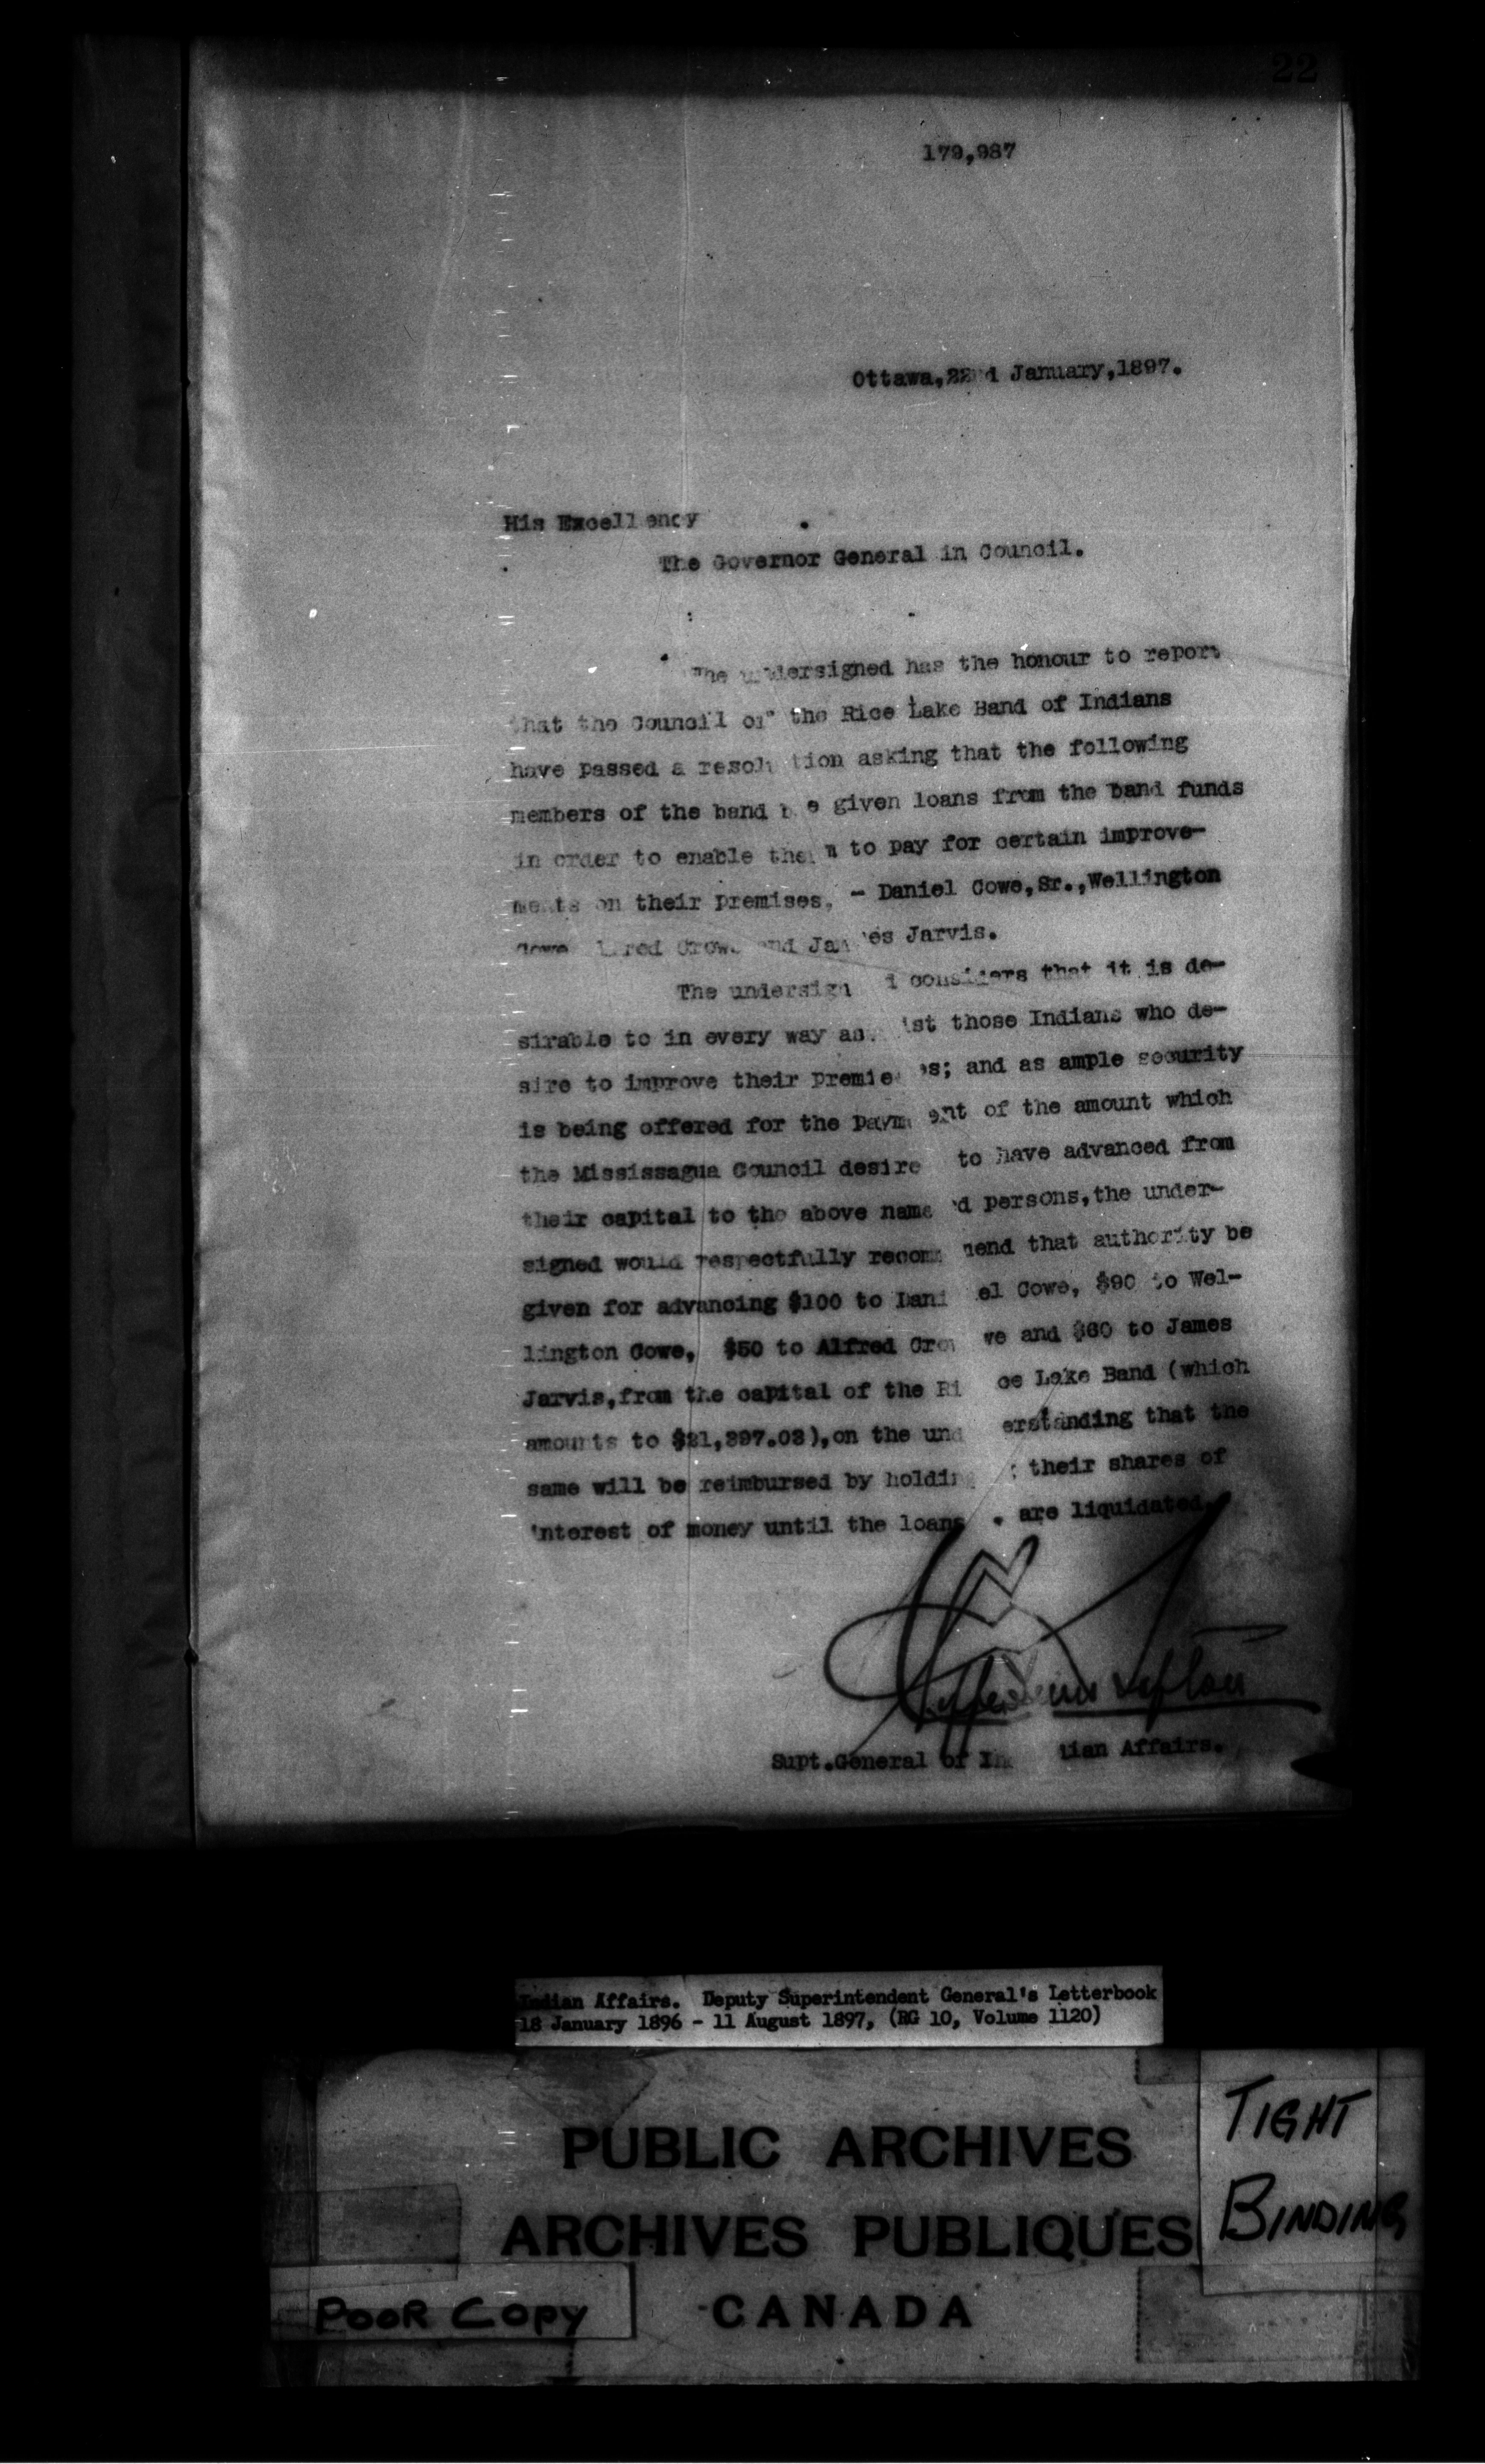 22
179,987
Ottawa,22nd January,1897.
His Excellency
The Governor General in Council.
The undersigned has the honour to report
that the Council of the Rice Lake Band of Indians
have passed a resolution asking that the following
members of the band be given loans from the band funds
in order to enable them to pay for certain improve-
ments on their premises, - Daniel Cowe,Sr.,Wellington
Cowe Alfred Crowe and James Jarvis.
The undersigned considers that it is de-
sirable to in every way assist those Indians who de-
sire to improve their premises; and as ample security
is being offered for the payment of the amount which
the Mississagua Council desire to have advanced from
their capital to the above named persons,the under-
signed would respectfully recommend that authority be
given for advancing $100 to Daniel Cowe, $90 to Wel-
lington Cowe, $50 to Alfred Crowe and $60 to James
Jarvis,from the capital of the Rice Lake Band (which
amounts to ),on the understanding that the
same will be reimbursed by holding their shares of
interest of money until the loans are liquidated.
Clifford Sifton
Supt.General of Indian Affairs.
Indian Affairs. Deputy Superintendent General's Letterbook
18 January 1896 - 11 August 1897, (RG 10, Volume 1120)
PUBLIC ARCHIVES
ARCHIVES PUBLIQUES
CANADA
TIGHT
BINDING
POOR COPY